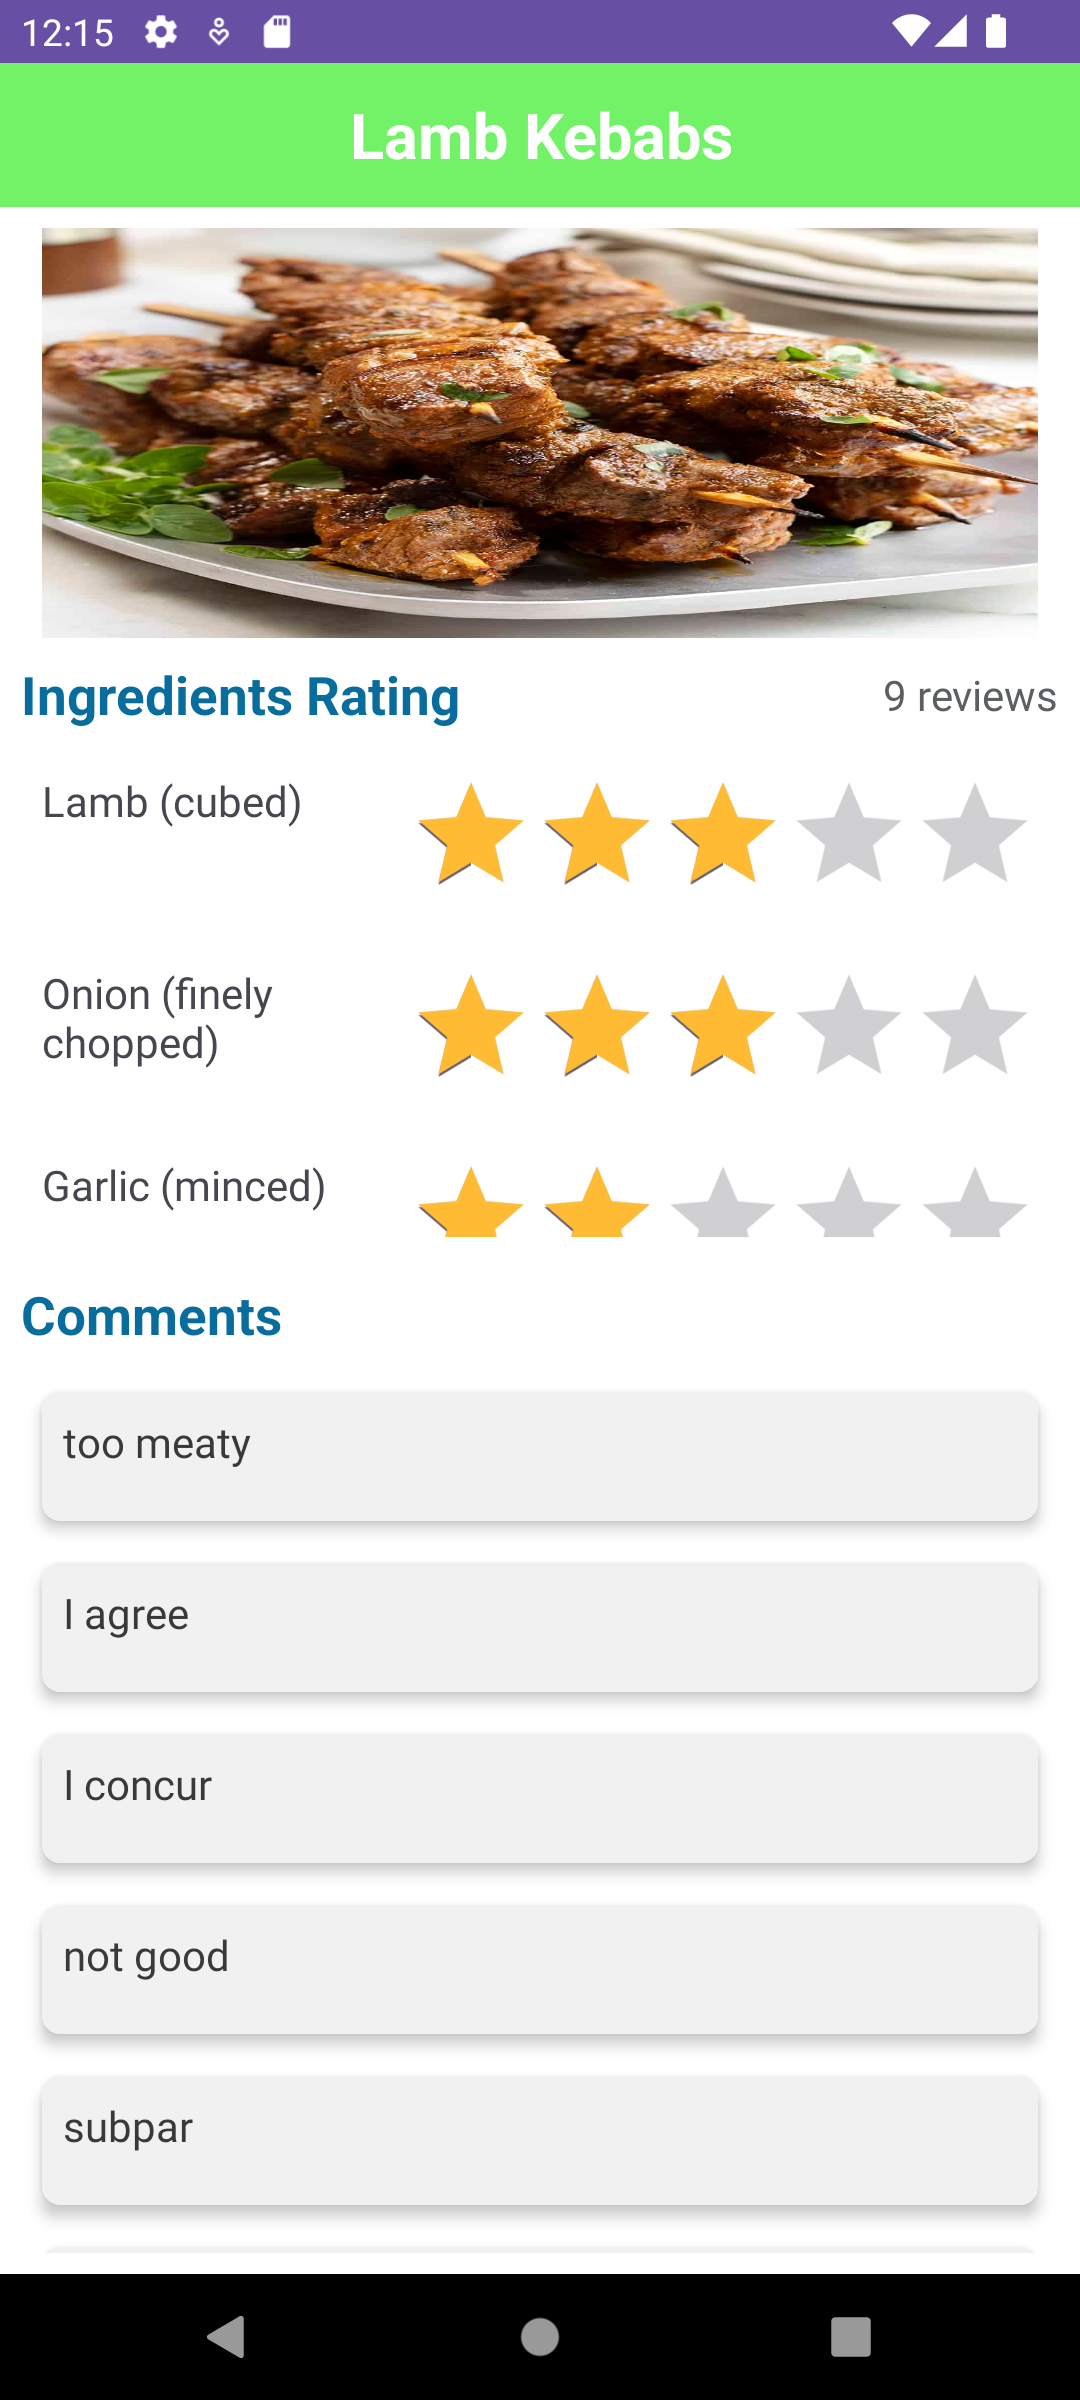 12:15
Lamb Kebabs
Ingredients Rating
9 reviews
Lamb (cubed)
Onion (finely
chopped)
Garlic (minced)
Comments
too meaty
I agree
I concur
not good
subpar